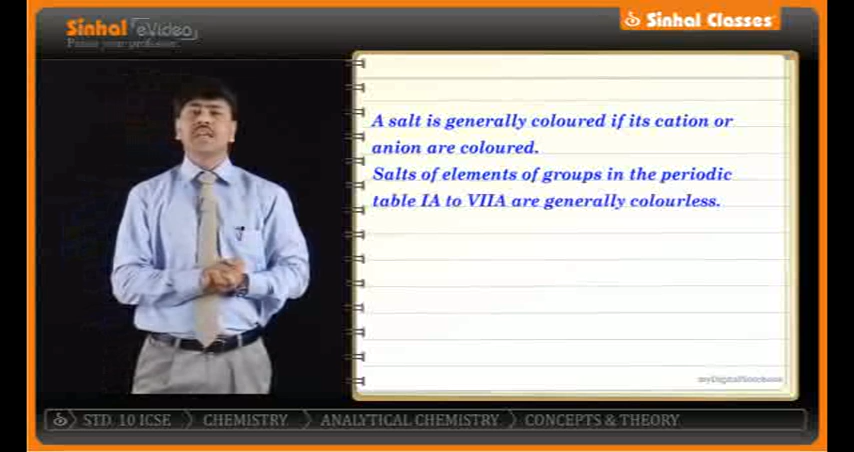 Sinhal eVideo
Sinhal Classes
A salt is generally coloured if its cation or
anion are coloured.
Salts of elements of groups in the periodic
table IA to VIIA are generally colourless.
STD. 10 ICSE
CHEMISTRY
ANALYTICAL CHEMISTRY
CONCEPTS & THEORY